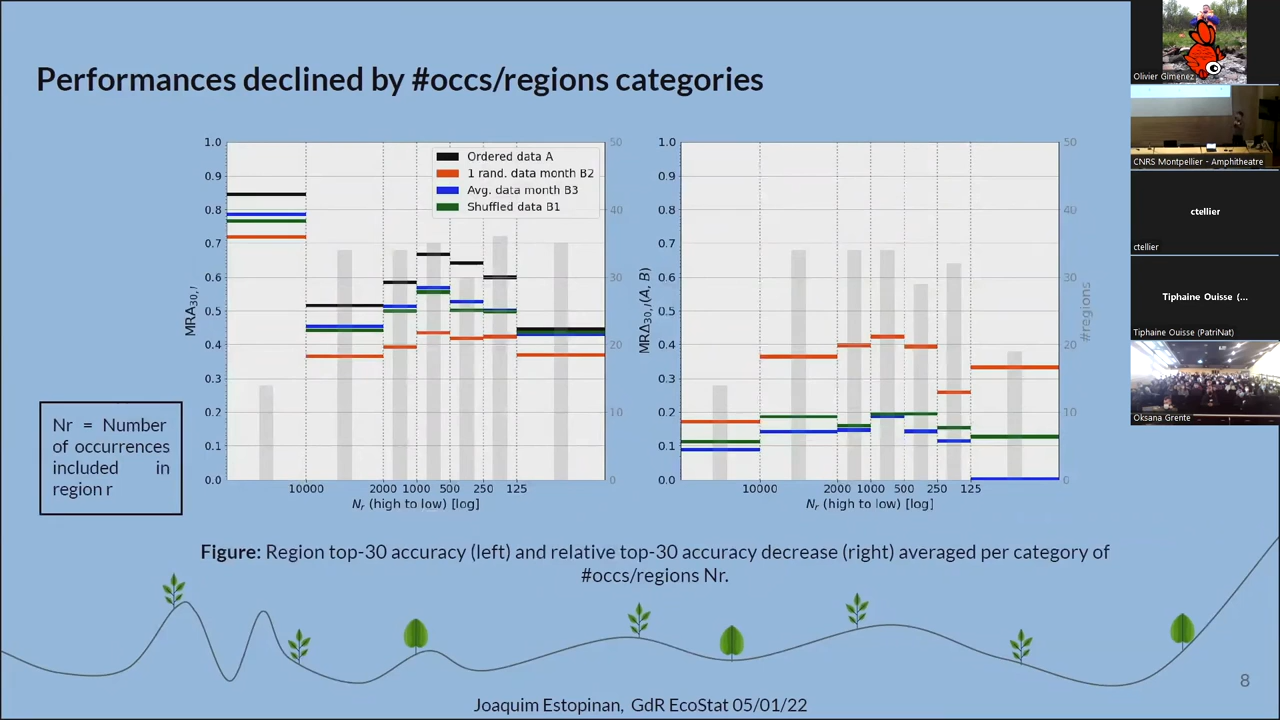 Performances declined by #occs/regions categories
1.0
0.9
0.8
0.7
0.6
0.5
0.4
0.3
0.2
0.1
0.0
MRA30,I
Ordered data A
1 rand. data month B2
Avg. data month B3
Shuffled data B1
50
40
30
20
10
0
10000 2000 1000 500 250 125
Nr (high to low) [log]
1.0
0.9
0.8
0.7
0.6
0.5
0.4
0.3
0.2
0.1
0.0
MRΔ30,I(A, B)
50
40
30
20
10
0
#regions
10000 2000 1000 500 250 125
Nr (high to low) [log]
Nr = Number
of occurrences
included in
region r
Figure: Region top-30 accuracy (left) and relative top-30 accuracy decrease (right) averaged per category of
#occs/regions Nr.
Joaquim Estopinan, GdR EcoStat 05/01/22
8
Olivier Gimenez
CNRS Montpellier - Amphitheatre
ctellier
ctellier
Tiphaine Ouisse (...
Tiphaine Ouisse (PatriNat)
Oksana Grente